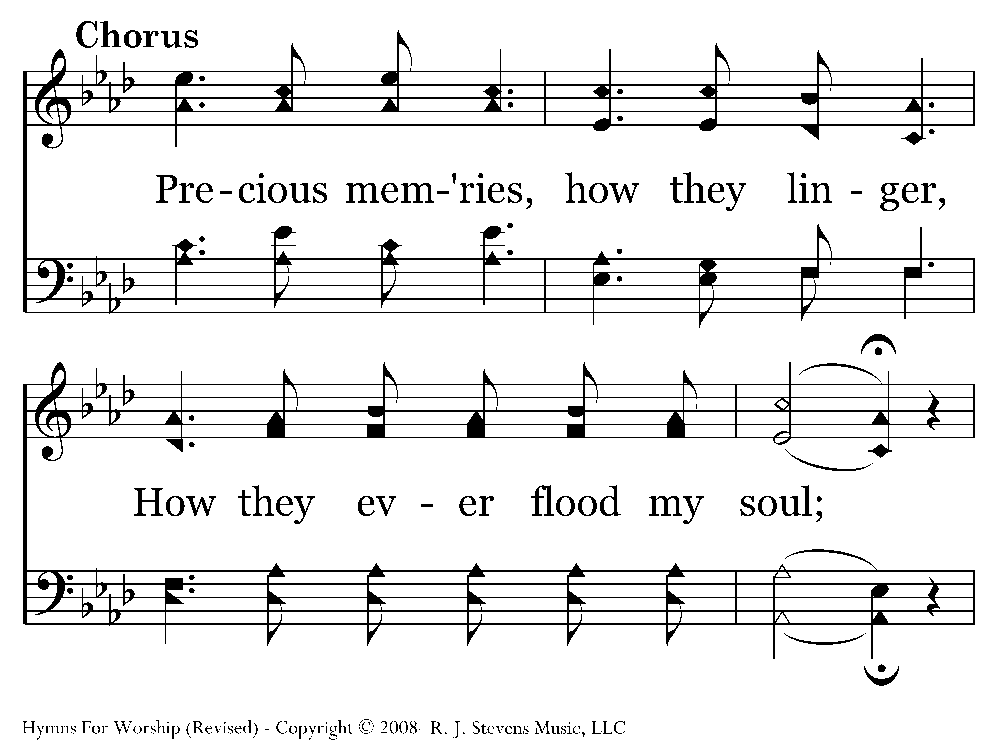 Chorus
Pre-cious mem-'ries, how they lin - ger,
How they ev - er flood my soul;
Hymns For Worship (Revised) - Copyright © 2008 R. J. Stevens Music, LLC